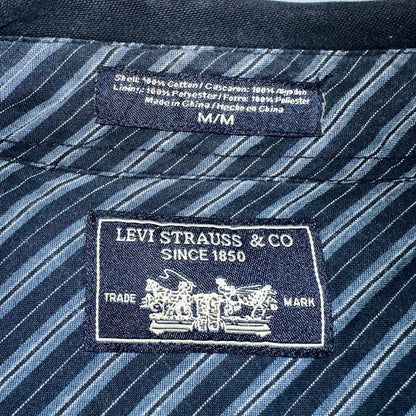 Shell: 100% Cotton/ Cascaron: 100% Algodon
Lining: 100% Polyester / Forro: 100% Poliester
Made in China / Hecho en China
M/M
LEVI STRAUSS & CO
SINCE 1850
TRADE MARK